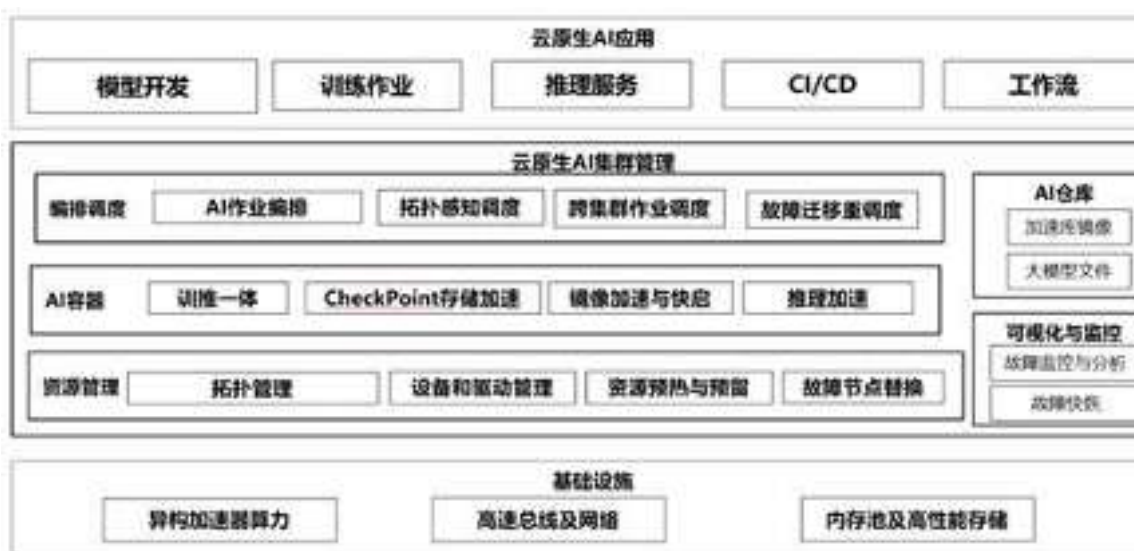 云原生AI应用
模型开发 训练作业 推理服务 CI/CD 工作流
云原生AI集群管理
编排调度 AI作业编排 拓扑感知调度 跨集群作业调度 故障迁移重调度
AI容器 训推一体 CheckPoint存储加速 镜像加速与快启 推理加速
资源管理 拓扑管理 设备和驱动管理 资源预热与预留 故障节点替换
AI仓库
加速库镜像
大模型文件
可视化与监控
故障监控与分析
故障快恢
基础设施
异构加速器算力 高速总线及网络 内存池及高性能存储